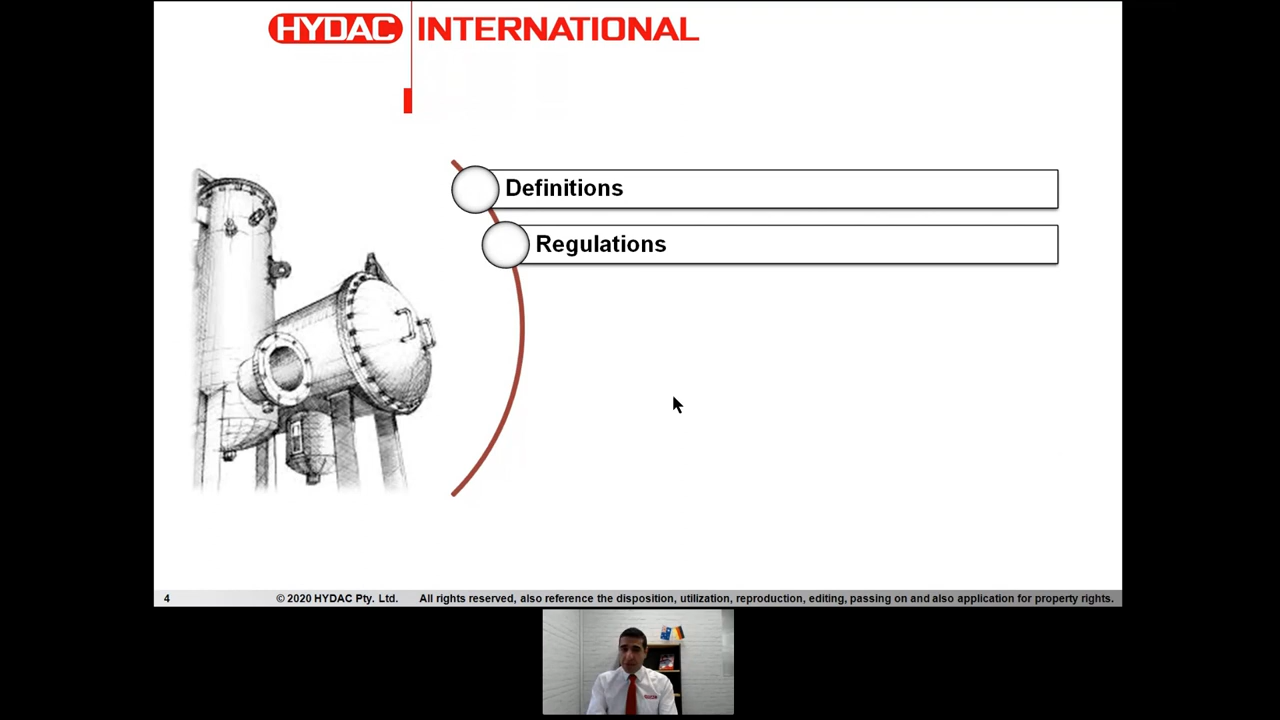 HYDAC INTERNATIONAL
Definitions
Regulations
4 © 2020 HYDAC Pty. Ltd. All rights reserved, also reference the disposition, utilization, reproduction, editing, passing on and also application for property rights.